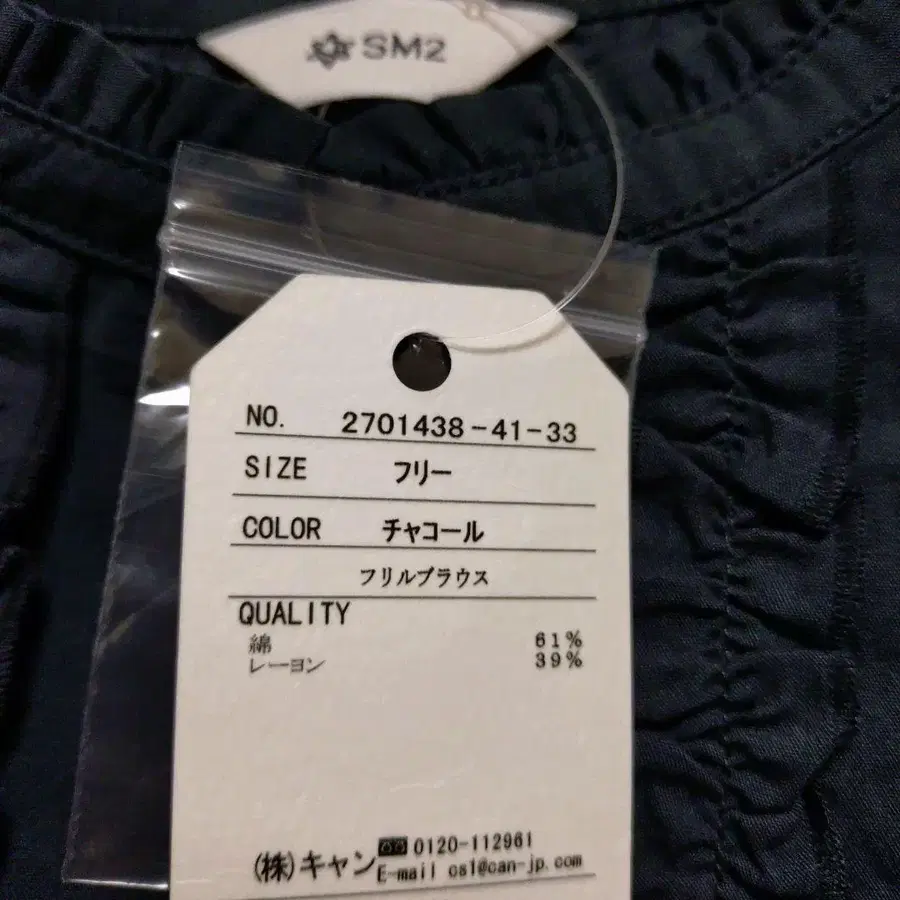 SM2
NO. 2701438-41-33
SIZE フリー
COLOR チャコール
フリルブラウス
QUALITY
綿 61%
レーヨン 39%
(株)キャン 0120-112961
E-mail cs1@can-jp.com